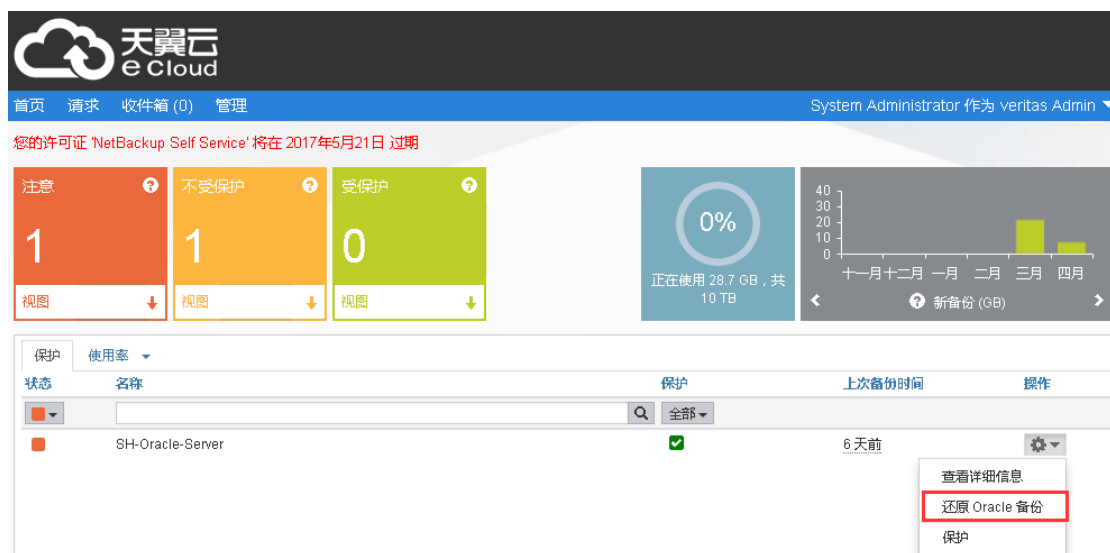 天翼云
e Cloud
首页 请求 收件箱 (0) 管理 System Administrator 作为 veritas Admin
您的许可证 'NetBackup Self Service' 将在 2017年5月21日 过期
注意 不受保护 受保护
1 1 0
视图 视图 视图
0%
正在使用 28.7 GB，共
10 TB
40
30
20
10
0
十一月 十二月 一月 二月 三月 四月
新备份 (GB)
保护 使用率
状态 名称 保护 上次备份时间 操作
全部
SH-Oracle-Server 6 天前
查看详细信息
还原 Oracle 备份
保护